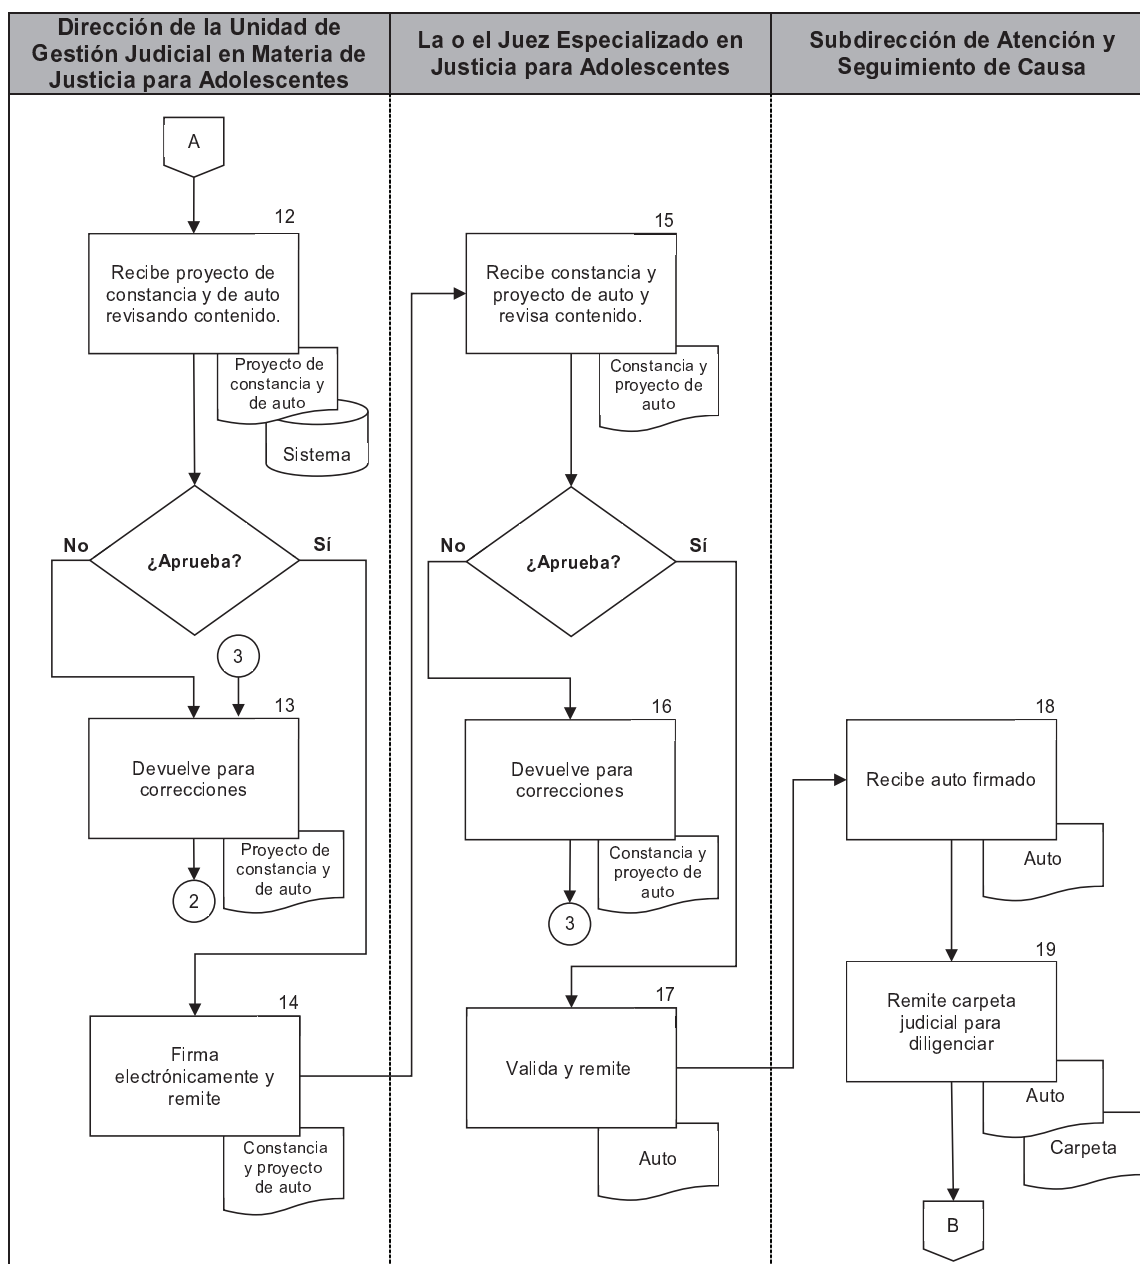 Dirección de la Unidad de
Gestión Judicial en Materia de
Justicia para Adolescentes
La o el Juez Especializado en
Justicia para Adolescentes
Subdirección de Atención y
Seguimiento de Causa
A
12
Recibe proyecto de
constancia y de auto
revisando contenido.
Proyecto de
constancia y
de auto
Sistema
¿Aprueba?
No
Sí
3
13
Devuelve para
correcciones
Proyecto de
constancia y
de auto
2
14
Firma
electrónicamente y
remite
Constancia
y proyecto
de auto
15
Recibe constancia y
proyecto de auto y
revisa contenido.
Constancia y
proyecto de
auto
¿Aprueba?
No
Sí
16
Devuelve para
correcciones
Constancia y
proyecto de
auto
3
17
Valida y remite
Auto
18
Recibe auto firmado
Auto
19
Remite carpeta
judicial para
diligenciar
Auto
Carpeta
B